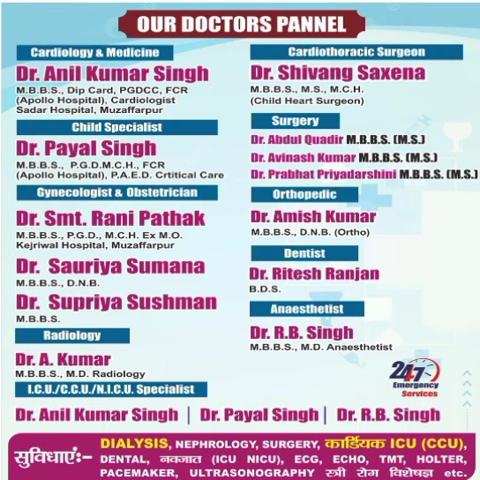 OUR DOCTORS PANNEL
Cardiology & Medicine
Dr. Anil Kumar Singh
M.B.B.S., Dip Card, PGDCC, FCR
(Apollo Hospital), Cardiologist
Sadar Hospital, Muzaffarpur
Child Specialist
Dr. Payal Singh
M.B.B.S., P.G.D.M.C.H., FCR
(Apollo Hospital), P.A.E.D. Crtitical Care
Gynecologist & Obstetrician
Dr. Smt. Rani Pathak
M.B.B.S., P.G.D., M.C.H. Ex M.O.
Kejriwal Hospital, Muzaffarpur
Dr. Sauriya Sumana
M.B.B.S., D.N.B.
Dr. Supriya Sushman
M.B.B.S.
Radiology
Dr. A. Kumar
M.B.B.S., M.D. Radiology
Cardiothoracic Surgeon
Dr. Shivang Saxena
M.B.B.S., M.S., M.C.H.
(Child Heart Surgeon)
Surgery
Dr. Abdul Quadir M.B.B.S. (M.S.)
Dr. Avinash Kumar M.B.B.S. (M.S.)
Dr. Prabhat Priyadarshini M.B.B.S. (M.S.)
Orthopedic
Dr. Amish Kumar
M.B.B.S., D.N.B. (Ortho)
Dentist
Dr. Ritesh Ranjan
B.D.S.
Anaesthetist
Dr. R.B. Singh
M.B.B.S., M.D. Anaesthetist
24x7
Emergency
Services
I.C.U./C.C.U./N.I.C.U. Specialist
Dr. Anil Kumar Singh | Dr. Payal Singh | Dr. R.B. Singh
सुविधाएं:- DIALYSIS, NEPHROLOGY, SURGERY, कार्डियक ICU (CCU),
DENTAL, नवजात (ICU NICU), ECG, ECHO, TMT, HOLTER,
PACEMAKER, ULTRASONOGRAPHY स्त्री रोग विशेषज्ञ etc.